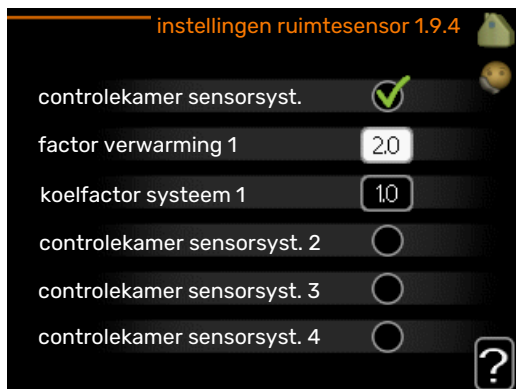 instellingen ruimtesensor 1.9.4
controlekamer sensorsyst.
factor verwarming 1 2.0
koelfactor systeem 1 1.0
controlekamer sensorsyst. 2
controlekamer sensorsyst. 3
controlekamer sensorsyst. 4
?